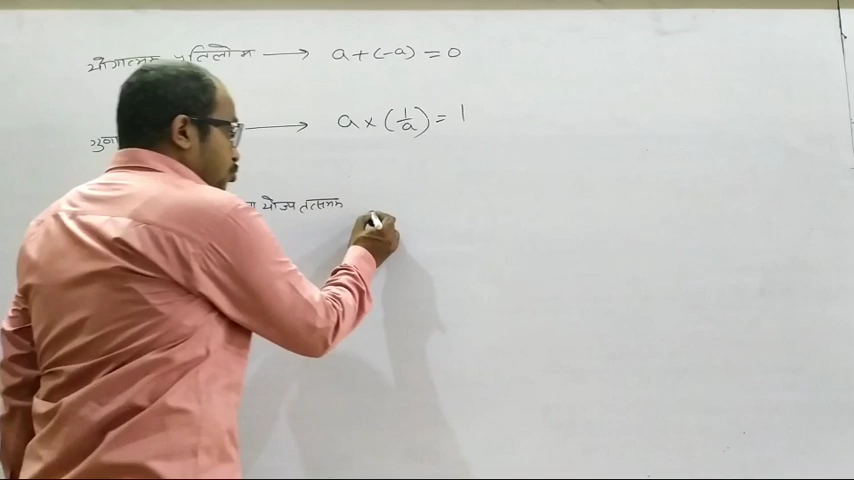 योगात्मक प्रतिलोम → a + (-a) = 0
→ a × (1/a) = 1
योज्य तत्समक